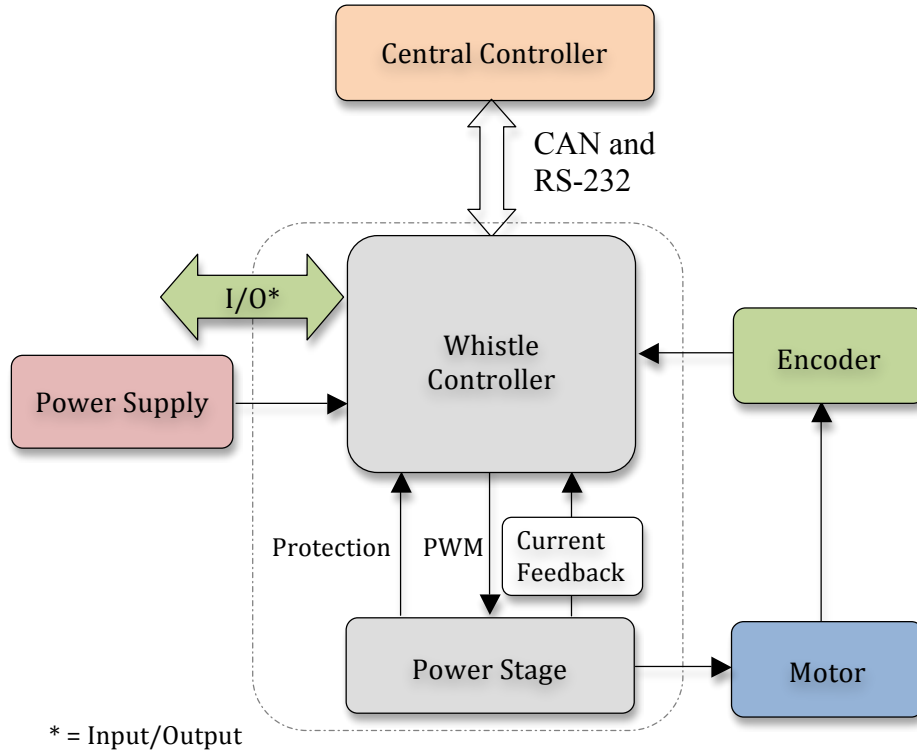 Central Controller
CAN and
RS-232
I/O*
Whistle
Controller
Encoder
Power Supply
Protection
PWM
Current
Feedback
Power Stage
Motor
* = Input/Output